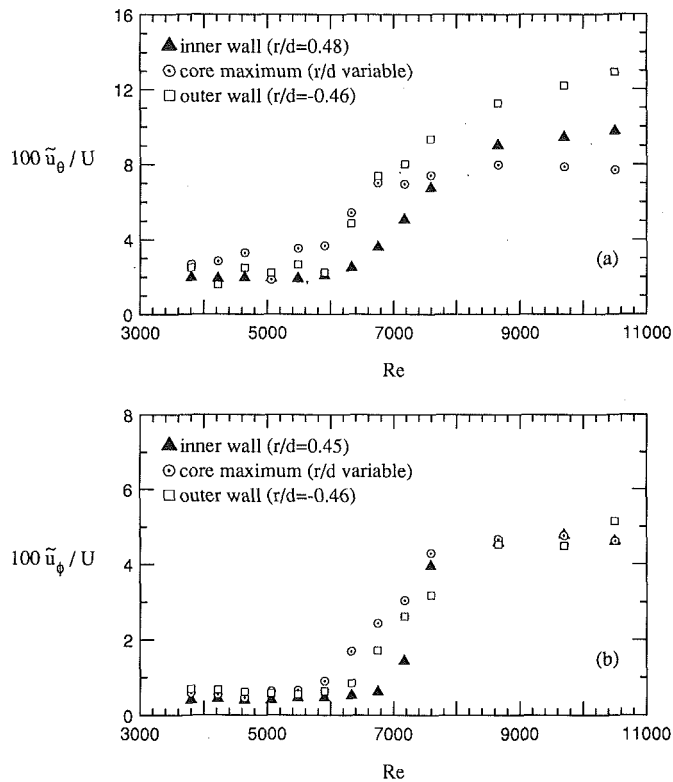 16
▲ inner wall (r/d=0.48)
⊙ core maximum (r/d variable)
□ outer wall (r/d=-0.46)
12
100 ũ_θ / U
8
4
(a)
0
3000 5000 7000 9000 11000
Re
8
▲ inner wall (r/d=0.45)
⊙ core maximum (r/d variable)
□ outer wall (r/d=-0.46)
6
100 ũ_ϕ / U
4
2
(b)
0
3000 5000 7000 9000 11000
Re